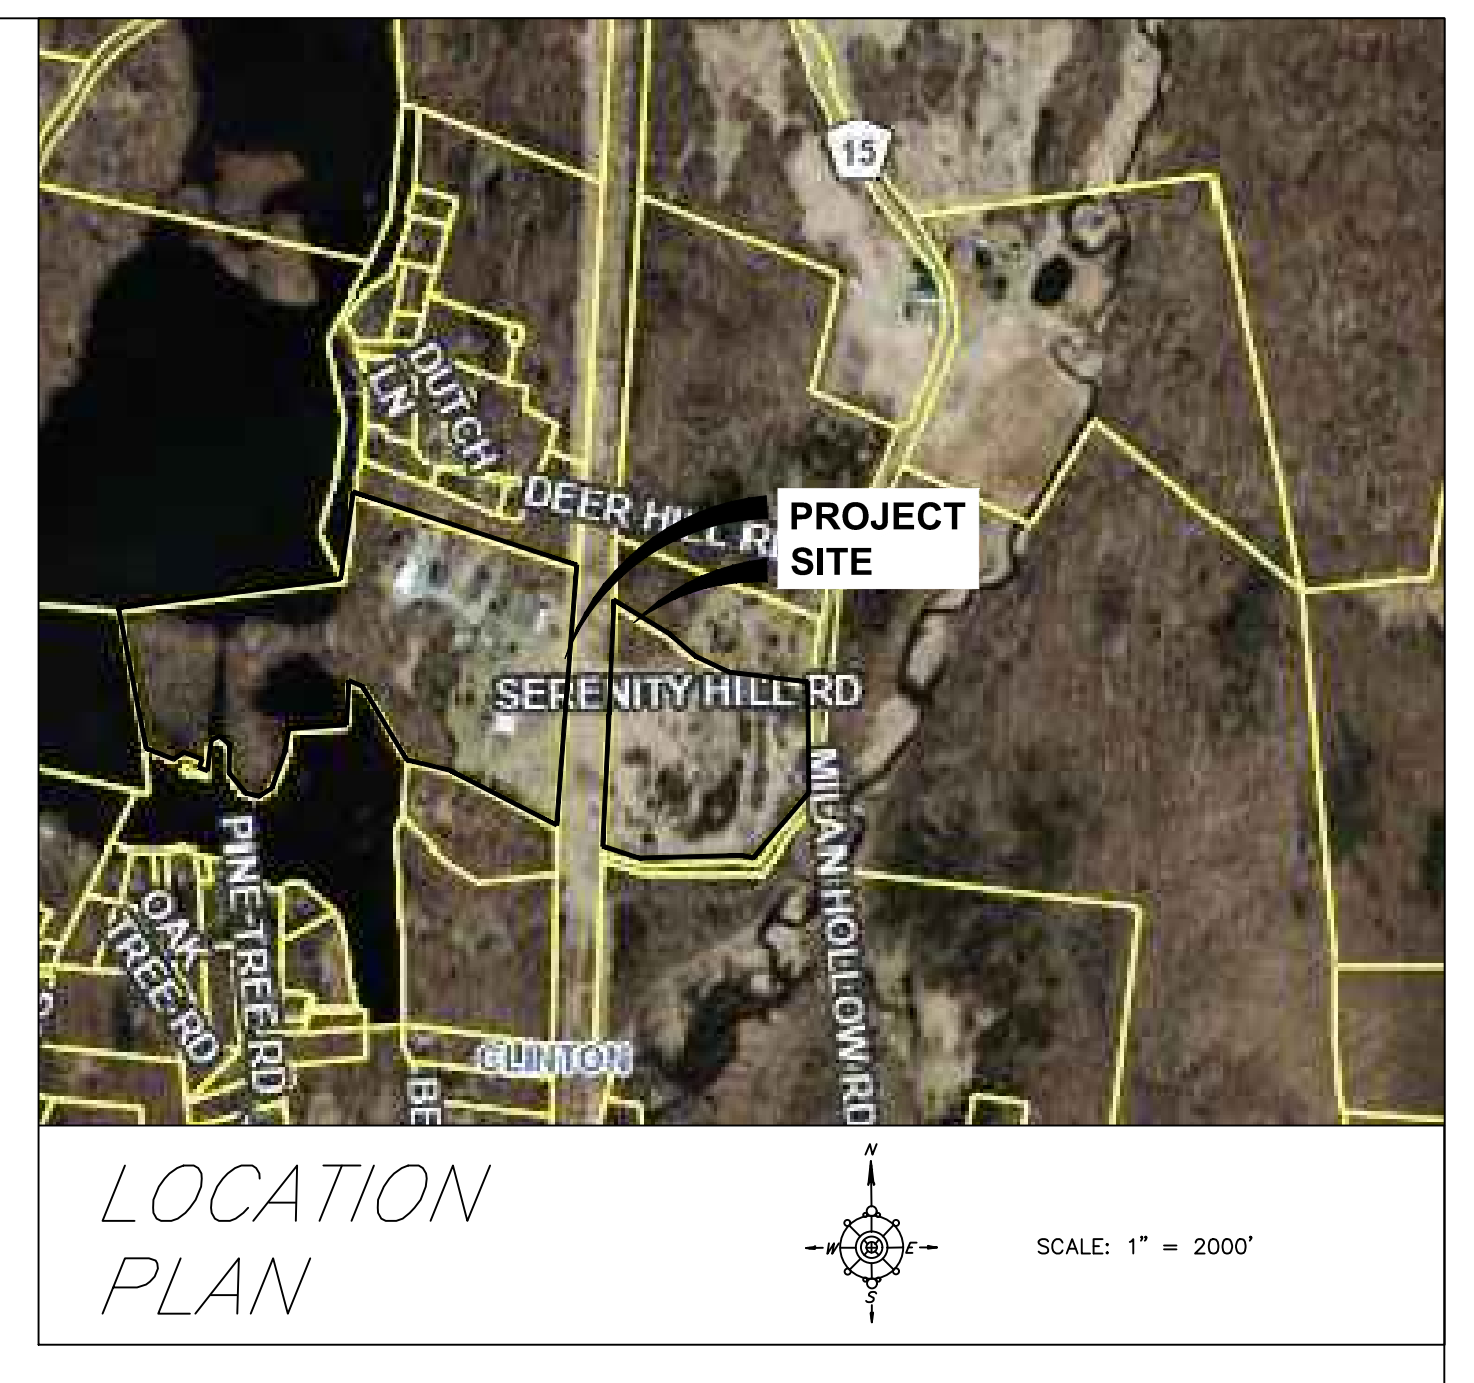 15
DUTCH
LN
DEER HILL R
PROJECT
SITE
SERENITY HILL RD
MILAN HOLLOW RD
PINE TREE RD
OAK
TREE RD
CLINTON
BE
LOCATION
PLAN
N
W
E
S
SCALE: 1" = 2000'